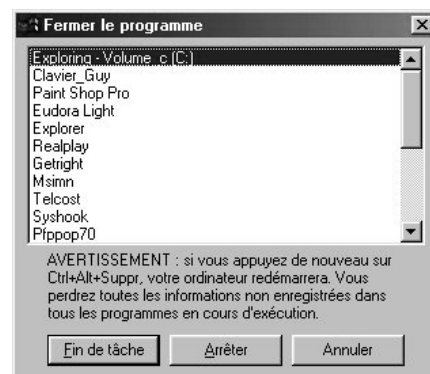 Fermer le programme
Exploring - Volume_c (C:)
Clavier_Guy
Paint Shop Pro
Eudora Light
Explorer
Realplay
Getright
Msimn
Telcost
Syshook
Pfppop70
AVERTISSEMENT : si vous appuyez de nouveau sur
Ctrl+Alt+Suppr, votre ordinateur redémarrera. Vous
perdrez toutes les informations non enregistrées dans
tous les programmes en cours d'exécution.
Fin de tâche
Arrêter
Annuler